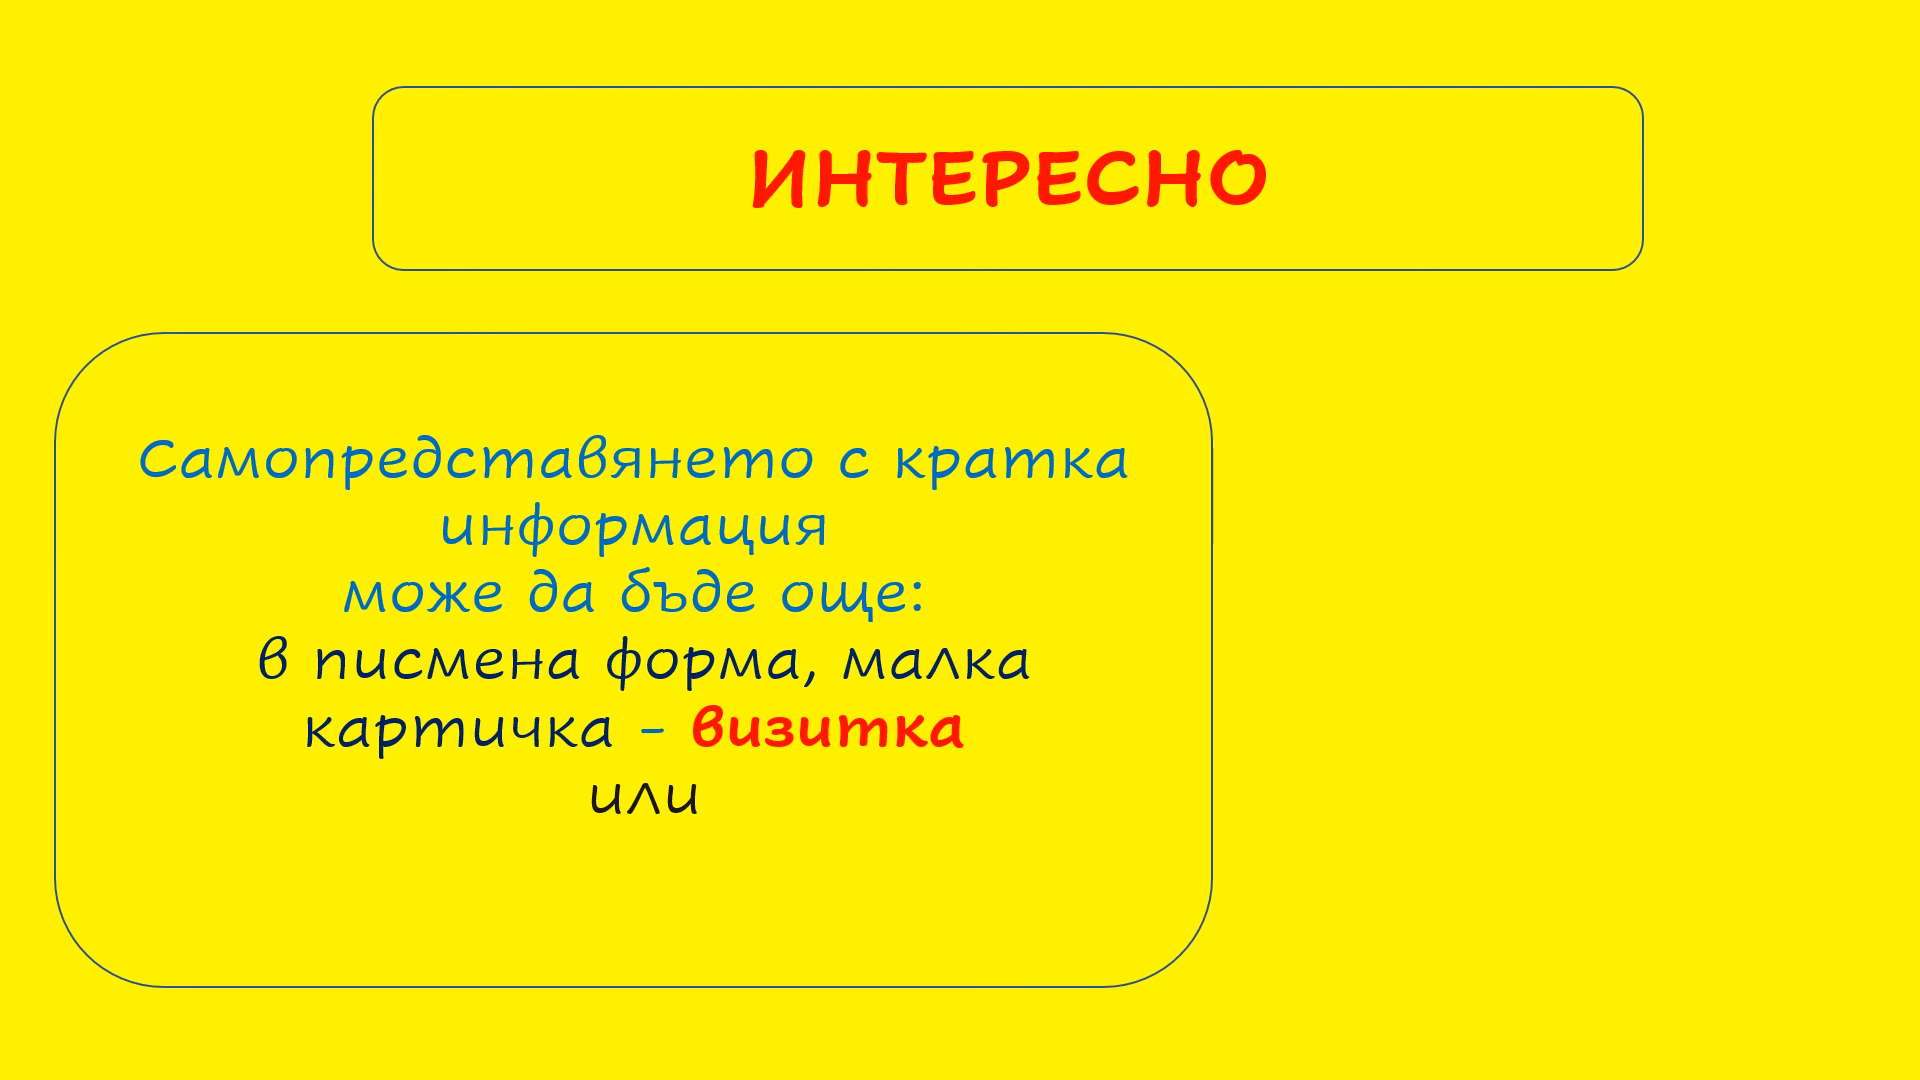 ИНТЕРЕСНО
Самопредставянето с кратка
информация
може да бъде още:
в писмена форма, малка
картичка - визитка
или